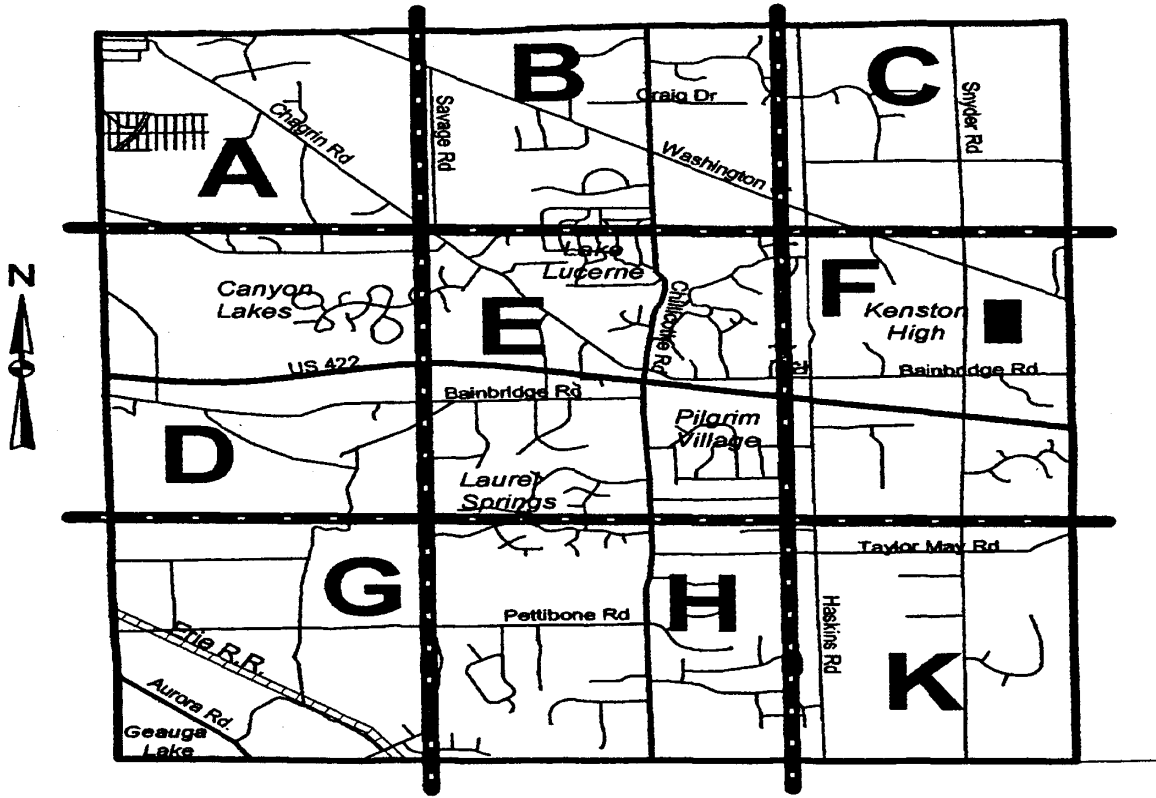 B
C
Craig Dr
Savage Rd
Snyder Rd
Chagrin Rd
A
Washington
N
Lake
Lucerne
Canyon
Lakes
F
Kenston
High
E
Chillicothe Rd
US 422
Bainbridge Rd
Bainbridge Rd
Pilgrim
Village
D
Laurel
Springs
Taylor May Rd
G
H
Pettibone Rd
Haskins Rd
Erie R.R.
K
Aurora Rd.
Geauga
Lake